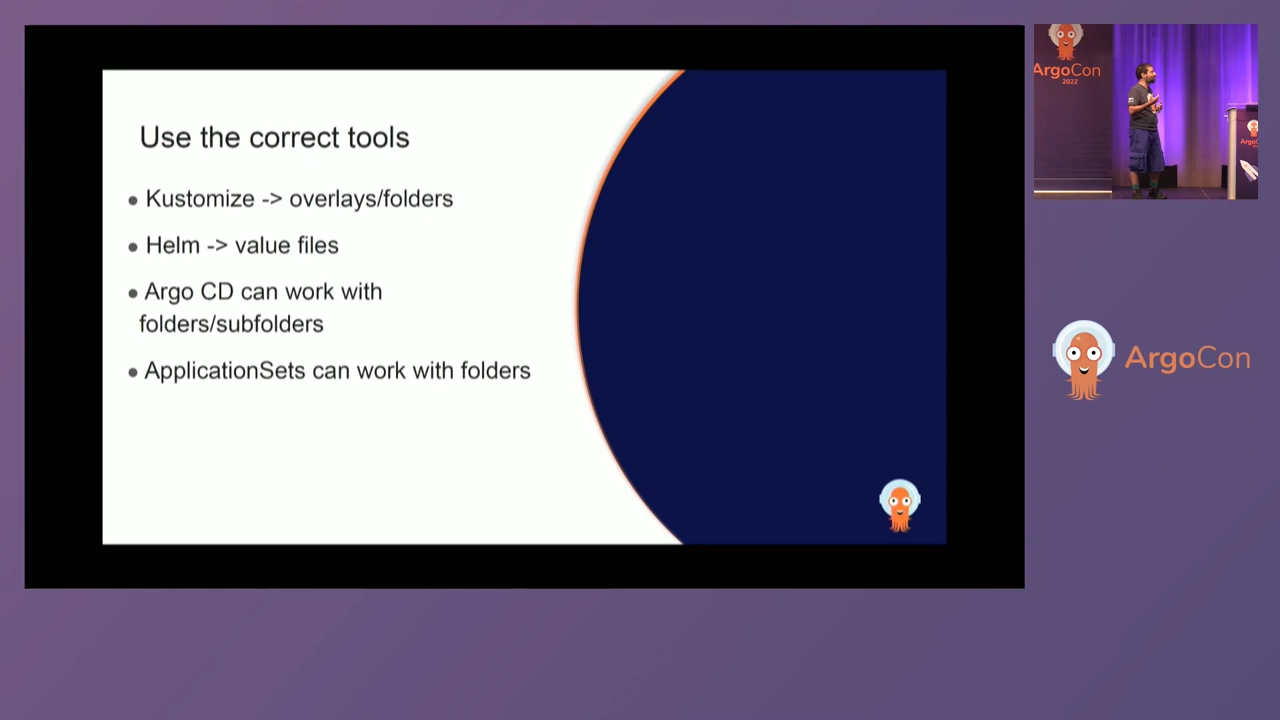 Use the correct tools
● Kustomize -> overlays/folders
● Helm -> value files
● Argo CD can work with
folders/subfolders
● ApplicationSets can work with folders
ArgoCon
2022
ArgoCon